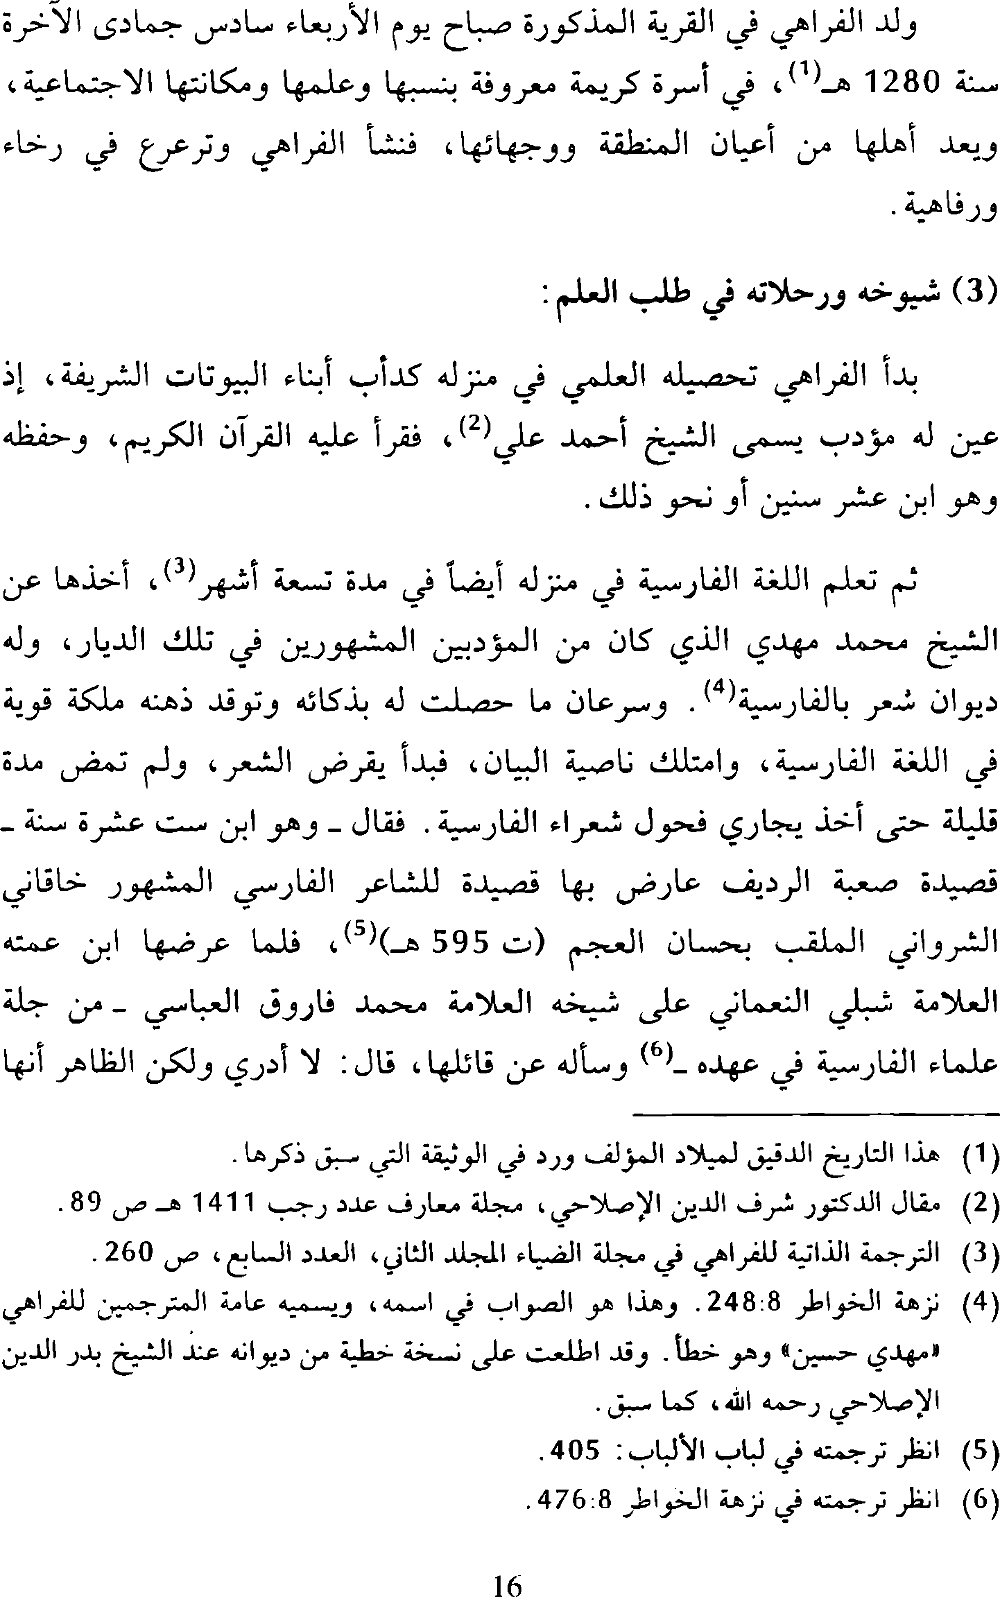 ولد الفراهي في القرية المذكورة صباح يوم الأربعاء سادس جمادى الآخرة
سنة 1280 هـ(1)، في أسرة كريمة معروفة بنسبها وعلمها ومكانتها الاجتماعية،
ويعد أهلها من أعيان المنطقة ووجهائها، فنشأ الفراهي وترعرع في رخاء
ورفاهية.
(3) شيوخه ورحلاته في طلب العلم:
بدأ الفراهي تحصيله العلمي في منزله كدأب أبناء البيوتات الشريفة، إذ
عين له مؤدب يسمى الشيخ أحمد علي(2)، فقرأ عليه القرآن الكريم، وحفظه
وهو ابن عشر سنين أو نحو ذلك.
ثم تعلم اللغة الفارسية في منزله أيضاً في مدة تسعة أشهر(3)، أخذها عن
الشيخ محمد مهدي الذي كان من المؤدبين المشهورين في تلك الديار، وله
ديوان شعر بالفارسية(4). وسرعان ما حصلت له بذكائه وتوقد ذهنه ملكة قوية
في اللغة الفارسية، وامتلك ناصية البيان، فبدأ يقرض الشعر، ولم تمض مدة
قليلة حتى أخذ يجاري فحول شعراء الفارسية. فقال ـ وهو ابن ست عشرة سنة ـ
قصيدة صعبة الرديف عارض بها قصيدة للشاعر الفارسي المشهور خاقاني
الشرواني الملقب بحسان العجم (ت 595 هـ)(5)، فلما عرضها ابن عمته
العلامة شبلي النعماني على شيخه العلامة محمد فاروق العباسي ـ من جلة
علماء الفارسية في عهده ـ(6) وسأله عن قائلها، قال: لا أدري ولكن الظاهر أنها
(1) هذا التاريخ الدقيق لميلاد المؤلف ورد في الوثيقة التي سبق ذكرها.
(2) مقال الدكتور شرف الدين الإصلاحي، مجلة معارف عدد رجب 1411 هـ ص 89.
(3) الترجمة الذاتية للفراهي في مجلة الضياء المجلد الثاني، العدد السابع، ص 260.
(4) نزهة الخواطر 8:248. وهذا هو الصواب في اسمه، ويسميه عامة المترجمين للفراهي
«مهدي حسين» وهو خطأ. وقد اطلعت على نسخة خطية من ديوانه عند الشيخ بدر الدين
الإصلاحي رحمه الله، كما سبق.
(5) انظر ترجمته في لباب الألباب: 405.
(6) انظر ترجمته في نزهة الخواطر 8:476.
16